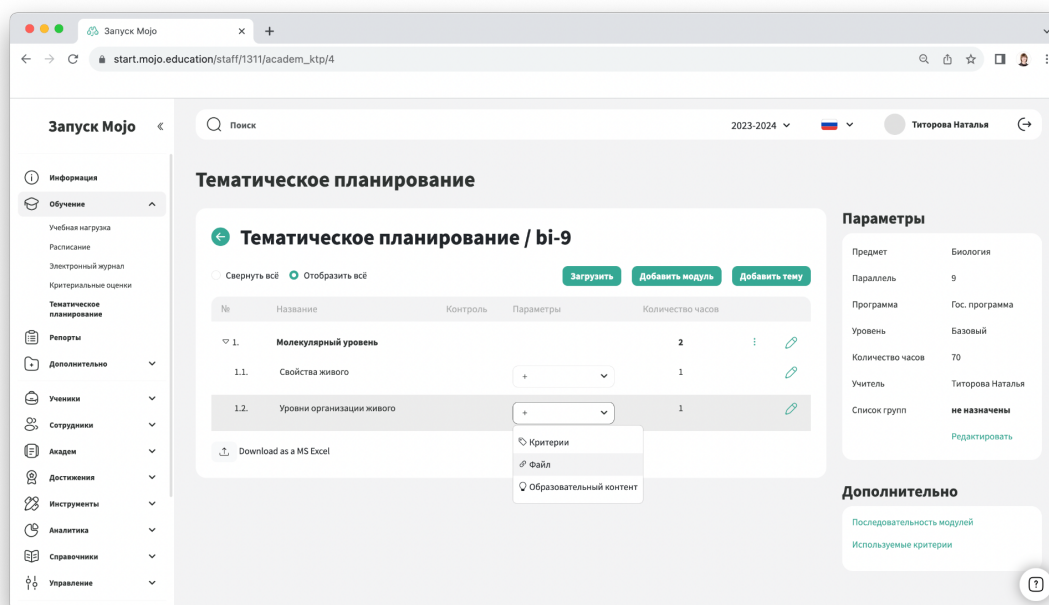 Запуск Mojo
start.mojo.education/staff/1311/academ_ktp/4
Запуск Mojo
Поиск
2023-2024
Титорова Наталья
Информация
Обучение
Учебная нагрузка
Расписание
Электронный журнал
Критериальные оценки
Тематическое
планирование
Репорты
Дополнительно
Ученики
Сотрудники
Академ
Достижения
Инструменты
Аналитика
Справочники
Управление
Тематическое планирование
Тематическое планирование / bi-9
Свернуть всё Отобразить всё
Загрузить
Добавить модуль
Добавить тему
№ Название Контроль Параметры Количество часов
1. Молекулярный уровень 2
1.1. Свойства живого + 1
1.2. Уровни организации живого + 1
Критерии
Файл
Образовательный контент
Download as a MS Excel
Параметры
Предмет Биология
Параллель 9
Программа Гос. программа
Уровень Базовый
Количество часов 70
Учитель Титорова Наталья
Список групп не назначены
Редактировать
Дополнительно
Последовательность модулей
Используемые критерии